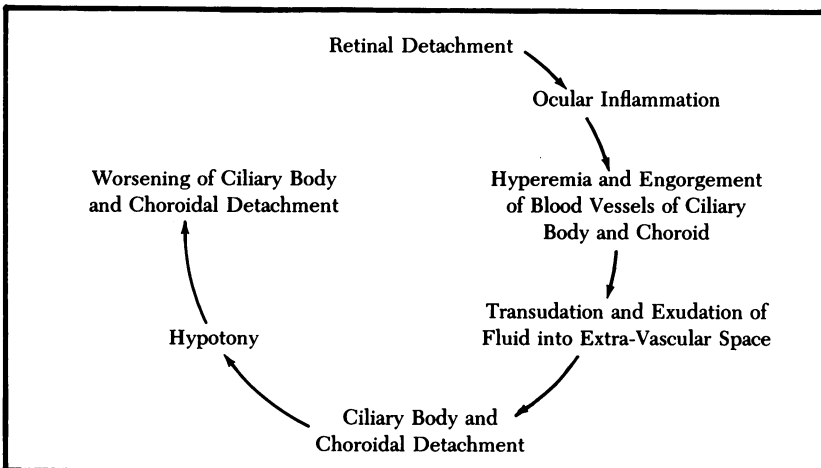 Retinal Detachment
Ocular Inflammation
Hyperemia and Engorgement
of Blood Vessels of Ciliary
Body and Choroid
Transudation and Exudation of
Fluid into Extra-Vascular Space
Ciliary Body and
Choroidal Detachment
Hypotony
Worsening of Ciliary Body
and Choroidal Detachment